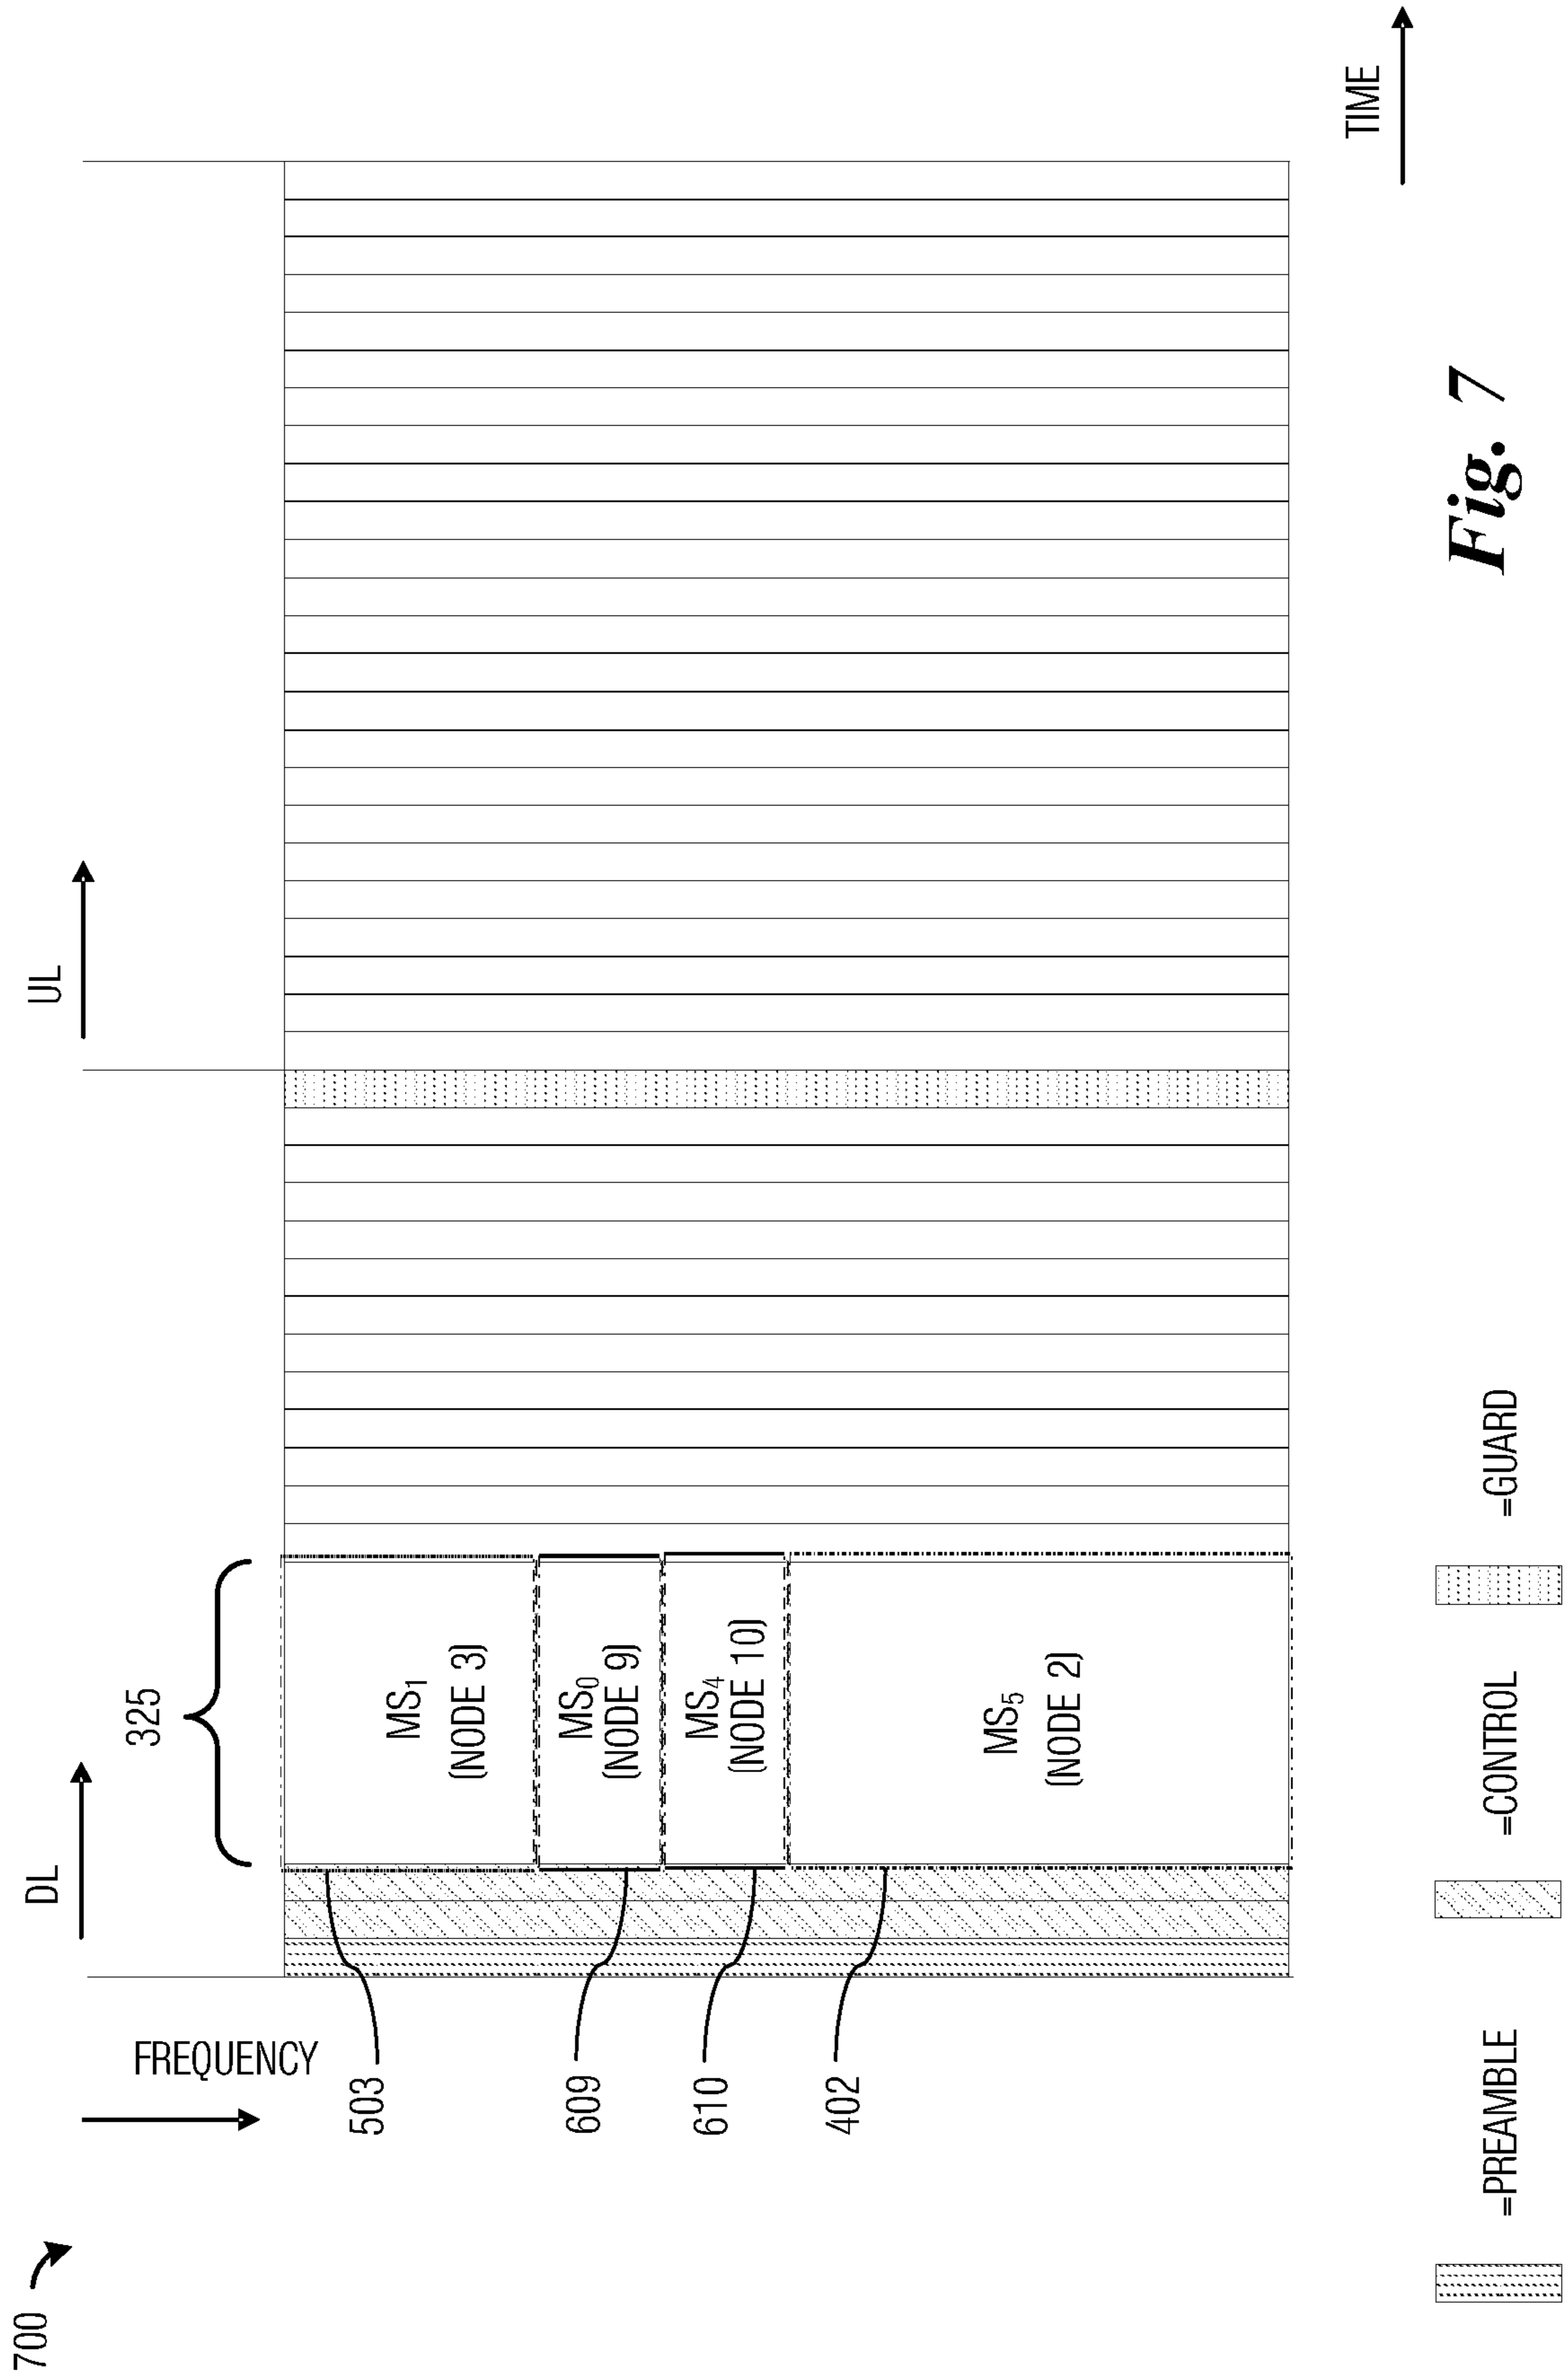 700
DL
UL
FREQUENCY
325
503
609
610
402
MS1
(NODE 3)
MS0
(NODE 9)
MS4
(NODE 10)
MS5
(NODE 2)
TIME
=PREAMBLE
=CONTROL
=GUARD
Fig. 7